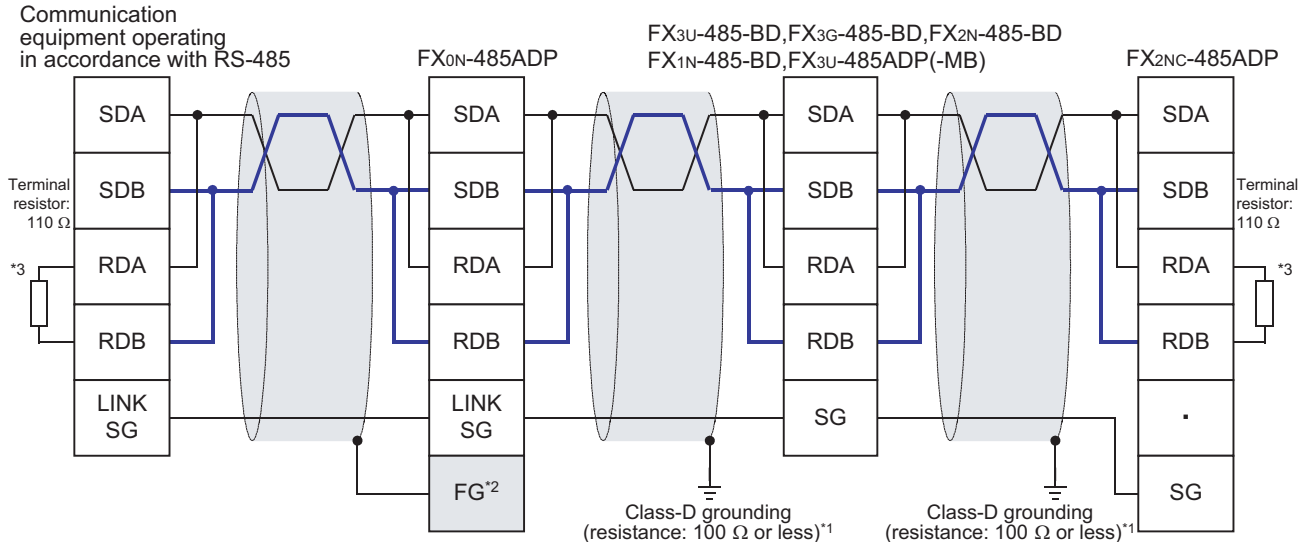 Communication
equipment operating
in accordance with RS-485
FX0N-485ADP
FX3U-485-BD,FX3G-485-BD,FX2N-485-BD
FX1N-485-BD,FX3U-485ADP(-MB)
FX2NC-485ADP
SDA
SDA
SDA
SDA
Terminal
resistor:
110 Ω
SDB
SDB
SDB
SDB
Terminal
resistor:
110 Ω
*3
RDA
RDA
RDA
RDA
*3
RDB
RDB
RDB
RDB
LINK
SG
LINK
SG
SG
·
FG*2
SG
Class-D grounding
(resistance: 100 Ω or less)*1
Class-D grounding
(resistance: 100 Ω or less)*1